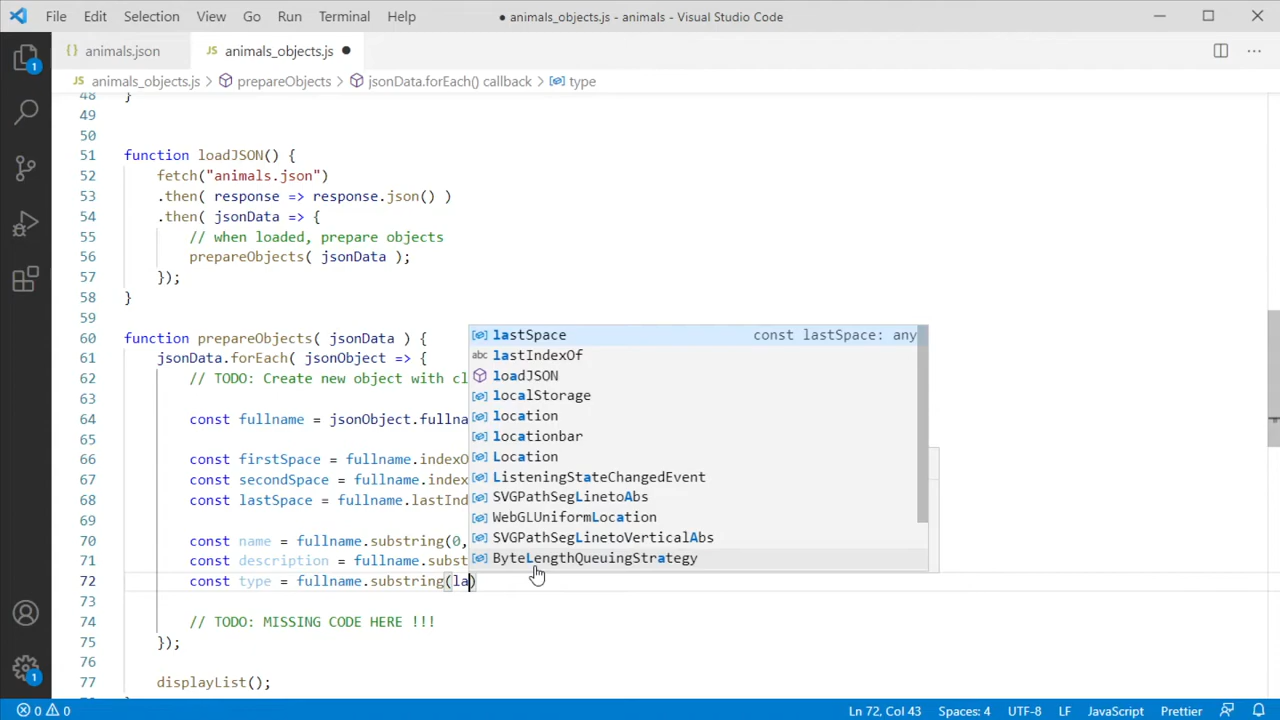 File Edit Selection View Go Run Terminal Help ● animals_objects.js - animals - Visual Studio Code
{} animals.json JS animals_objects.js ●
JS animals_objects.js > prepareObjects > jsonData.forEach() callback > type
48 }
49
50
51 function loadJSON() {
52 fetch("animals.json")
53 .then( response => response.json() )
54 .then( jsonData => {
55 // when loaded, prepare objects
56 prepareObjects( jsonData );
57 });
58 }
60 function prepareObjects( jsonData ) {
lastSpace const lastSpace: any
61 jsonData.forEach( jsonObject => {
abc lastIndexOf
62 // TODO: Create new object with cl
loadJSON
localStorage
64 const fullname = jsonObject.fullna
location
65
locationbar
66 const firstSpace = fullname.indexO
Location
67 const secondSpace = fullname.index
ListeningStateChangedEvent
68 const lastSpace = fullname.lastInd
SVGPathSegLinetoAbs
69
WebGLUniformLocation
70 const name = fullname.substring(0,
SVGPathSegLinetoVerticalAbs
71 const description = fullname.subst
ByteLengthQueuingStrategy
72 const type = fullname.substring(la)
73
74 // TODO: MISSING CODE HERE !!!
75 });
76
77 displayList();
1
1
0 0 Ln 72, Col 43 Spaces: 4 UTF-8 LF JavaScript Prettier